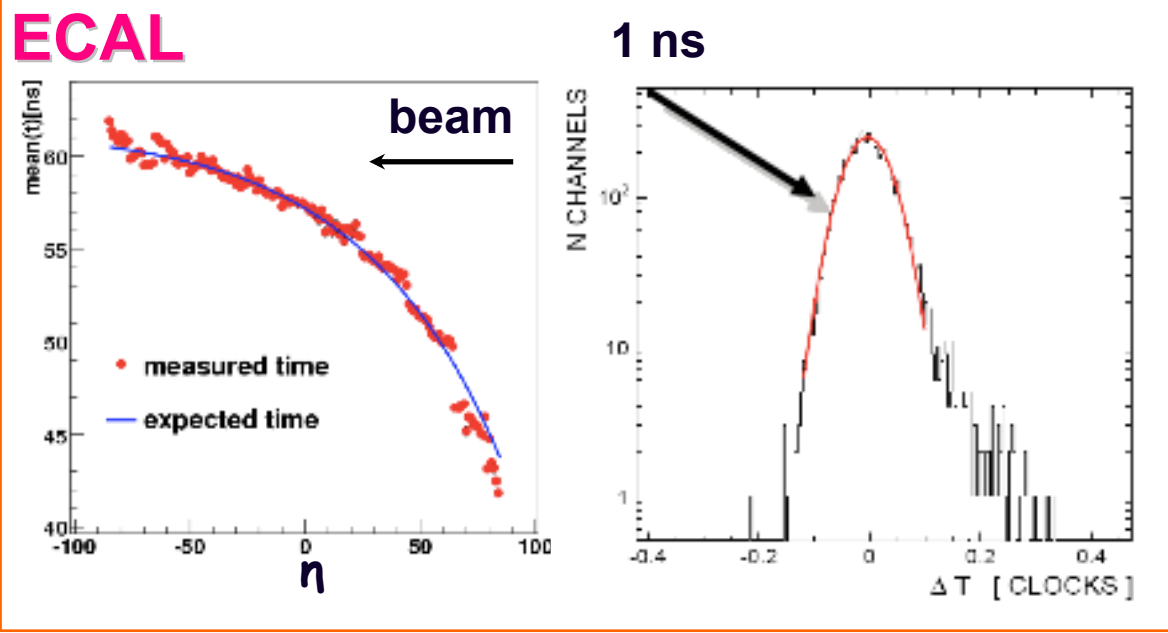 ECAL
1 ns
mean(t)[ns]
beam
60
55
50
45
40
measured time
expected time
-100
-50
0
50
100
η
N CHANNELS
10²
10
1
-0.4
-0.2
0
0.2
0.4
Δ T [ CLOCKS ]